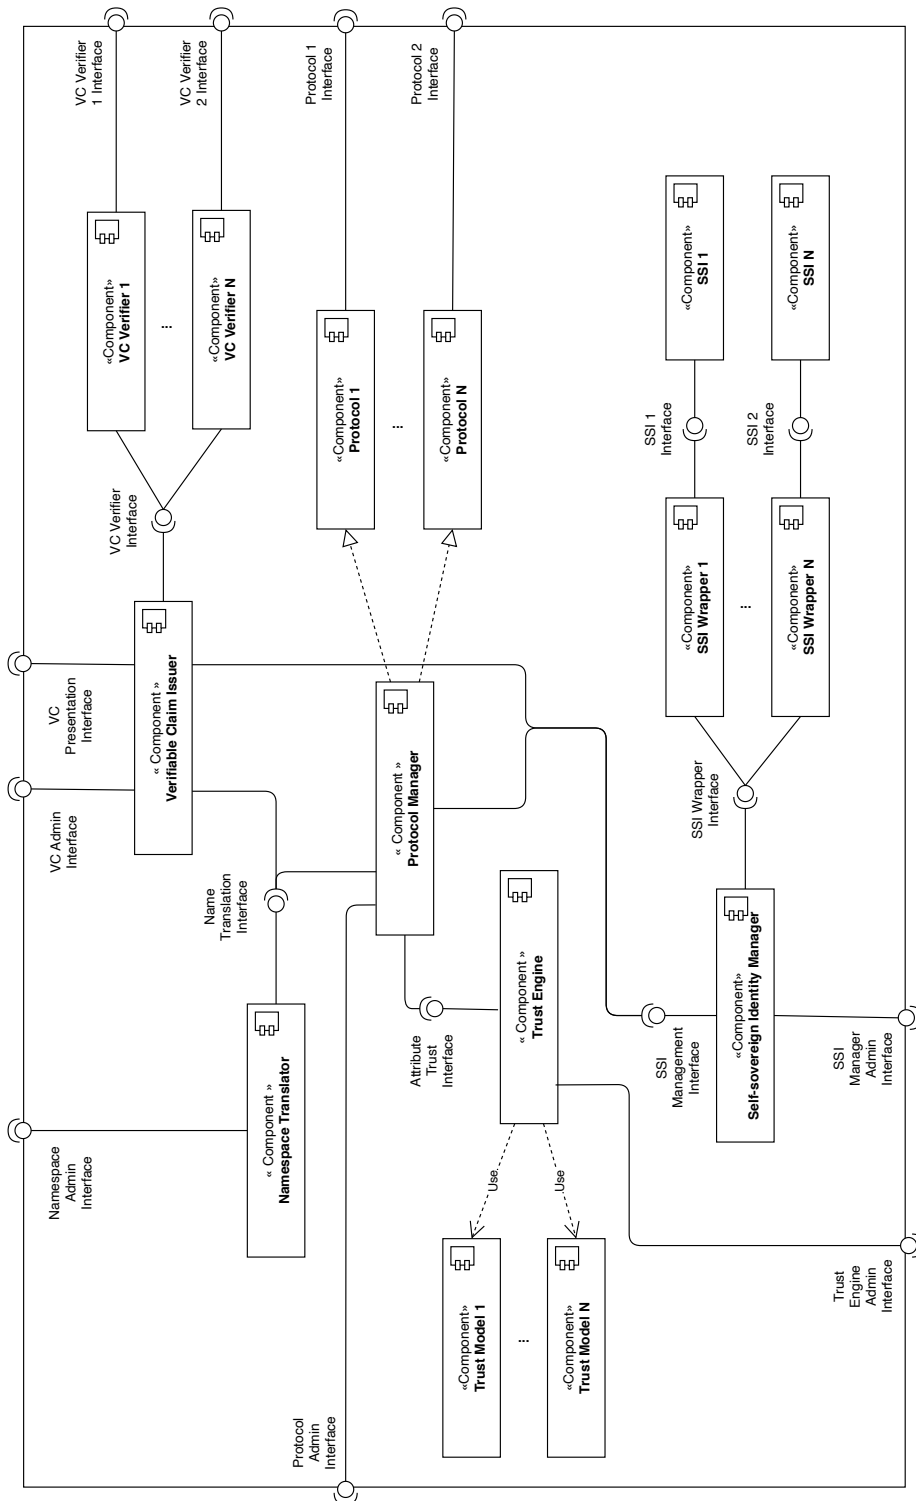 Namespace
Admin
Interface
VC Admin
Interface
VC
Presentation
Interface
VC Verifier
1 Interface
«Component»
VC Verifier 1
...
VC Verifier
Interface
« Component »
Verifiable Claim Issuer
VC Verifier
2 Interface
«Component»
VC Verifier N
Name
Translation
Interface
« Component »
Namespace Translator
Protocol
Admin
Interface
Protocol 1
Interface
«Component»
Protocol 1
...
« Component »
Protocol Manager
Protocol 2
Interface
«Component»
Protocol N
Attribute
Trust
Interface
«Component»
Trust Model 1
...
Use
« Component »
Trust Engine
Use
«Component»
Trust Model N
SSI
Management
Interface
SSI Wrapper
Interface
SSI 1
Interface
«Component»
SSI Wrapper 1
...
«Component»
SSI 1
«Component»
Self-sovereign Identity Manager
SSI 2
Interface
«Component»
SSI Wrapper N
«Component»
SSI N
Trust
Engine
Admin
Interface
SSI
Manager
Admin
Interface